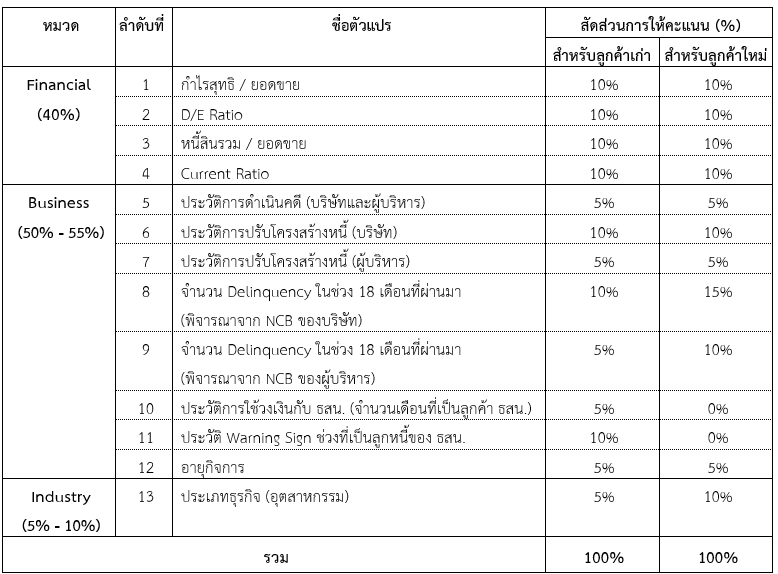 หมวด ลำดับที่ ชื่อตัวแปร สัดส่วนการให้คะแนน (%)
สำหรับลูกค้าเก่า สำหรับลูกค้าใหม่
Financial 1 กำไรสุทธิ / ยอดขาย 10% 10%
(40%) 2 D/E Ratio 10% 10%
3 หนี้สินรวม / ยอดขาย 10% 10%
4 Current Ratio 10% 10%
Business 5 ประวัติการดำเนินคดี (บริษัทและผู้บริหาร) 5% 5%
(50% - 55%) 6 ประวัติการปรับโครงสร้างหนี้ (บริษัท) 10% 10%
7 ประวัติการปรับโครงสร้างหนี้ (ผู้บริหาร) 5% 5%
8 จำนวน Delinquency ในช่วง 18 เดือนที่ผ่านมา 10% 15%
(พิจารณาจาก NCB ของบริษัท)
9 จำนวน Delinquency ในช่วง 18 เดือนที่ผ่านมา 5% 10%
(พิจารณาจาก NCB ของผู้บริหาร)
10 ประวัติการใช้วงเงินกับ ธสน. (จำนวนเดือนที่เป็นลูกค้า ธสน.) 5% 0%
11 ประวัติ Warning Sign ช่วงที่เป็นลูกหนี้ของ ธสน. 10% 0%
12 อายุกิจการ 5% 5%
Industry 13 ประเภทธุรกิจ (อุตสาหกรรม) 5% 10%
(5% - 10%)
รวม 100% 100%